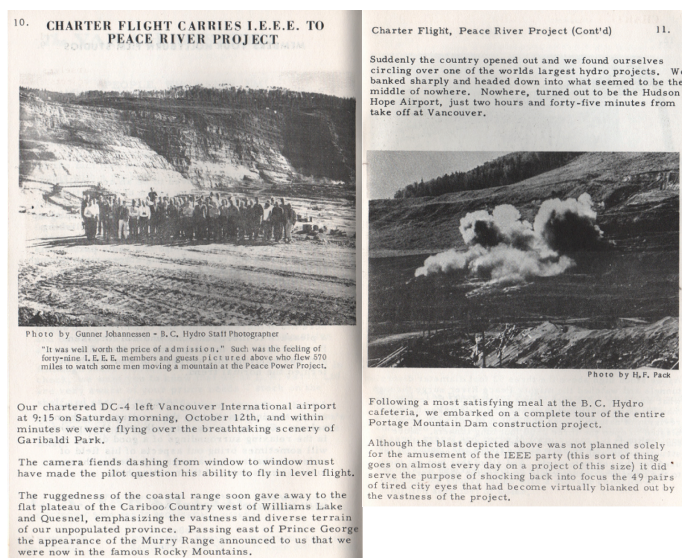 10.
CHARTER FLIGHT CARRIES I.E.E.E. TO
PEACE RIVER PROJECT
Photo by Gunner Johannessen - B.C. Hydro Staff Photographer
"It was well worth the price of admission." Such was the feeling of
forty-nine I.E.E.E. members and guests pictured above who flew 570
miles to watch some men moving a mountain at the Peace Power Project.
Our chartered DC-4 left Vancouver International airport
at 9:15 on Saturday morning, October 12th, and within
minutes we were flying over the breathtaking scenery of
Garibaldi Park.
The camera fiends dashing from window to window must
have made the pilot question his ability to fly in level flight.
The ruggedness of the coastal range soon gave away to the
flat plateau of the Cariboo Country west of Williams Lake
and Quesnel, emphasizing the vastness and diverse terrain
of our unpopulated province. Passing east of Prince George
the appearance of the Murry Range announced to us that we
were now in the famous Rocky Mountains.
Charter Flight, Peace River Project (Cont'd) 11.
Suddenly the country opened out and we found ourselves
circling over one of the worlds largest hydro projects. We
banked sharply and headed down into what seemed to be the
middle of nowhere. Nowhere, turned out to be the Hudson
Hope Airport, just two hours and forty-five minutes from
take off at Vancouver.
Photo by H.F. Pack
Following a most satisfying meal at the B.C. Hydro
cafeteria, we embarked on a complete tour of the entire
Portage Mountain Dam construction project.
Although the blast depicted above was not planned solely
for the amusement of the IEEE party (this sort of thing
goes on almost every day on a project of this size) it did
serve the purpose of shocking back into focus the 49 pairs
of tired city eyes that had become virtually blanked out by
the vastness of the project.